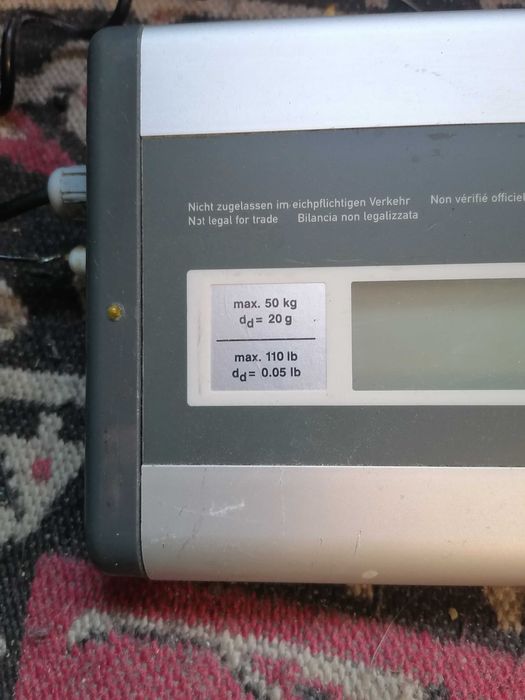 Nicht zugelassen im eichpflichtigen Verkehr Non vérifié officiel
Not legal for trade Bilancia non legalizzata
max. 50 kg
dd= 20 g
max. 110 lb
dd= 0.05 lb